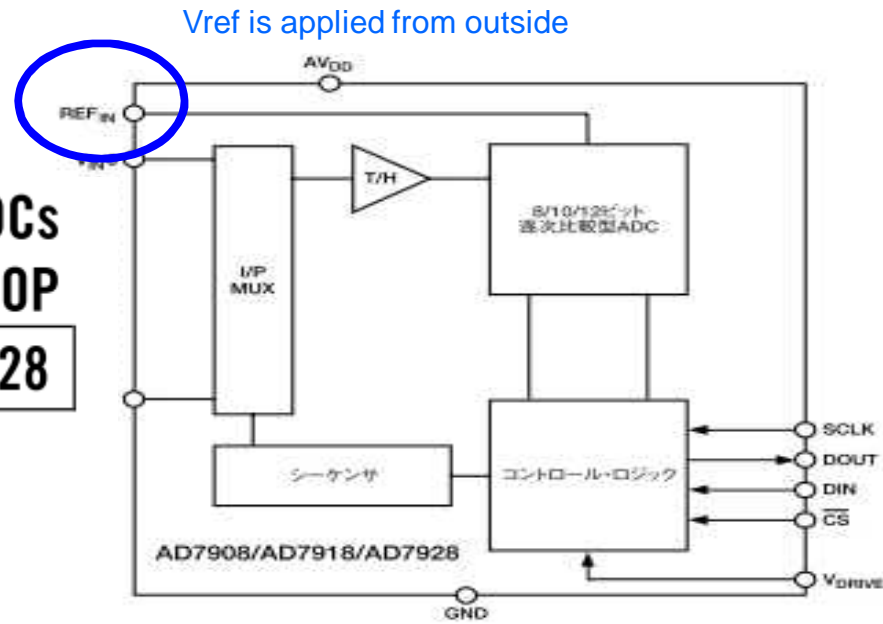 Vref is applied from outside
AVDD
REFIN
T/H
8/10/12ビット
逐次比較型ADC
I/P
MUX
DCs
0P
28
シーケンサ
コントロール・ロジック
SCLK
DOUT
DIN
CS
VDRIVE
AD7908/AD7918/AD7928
GND